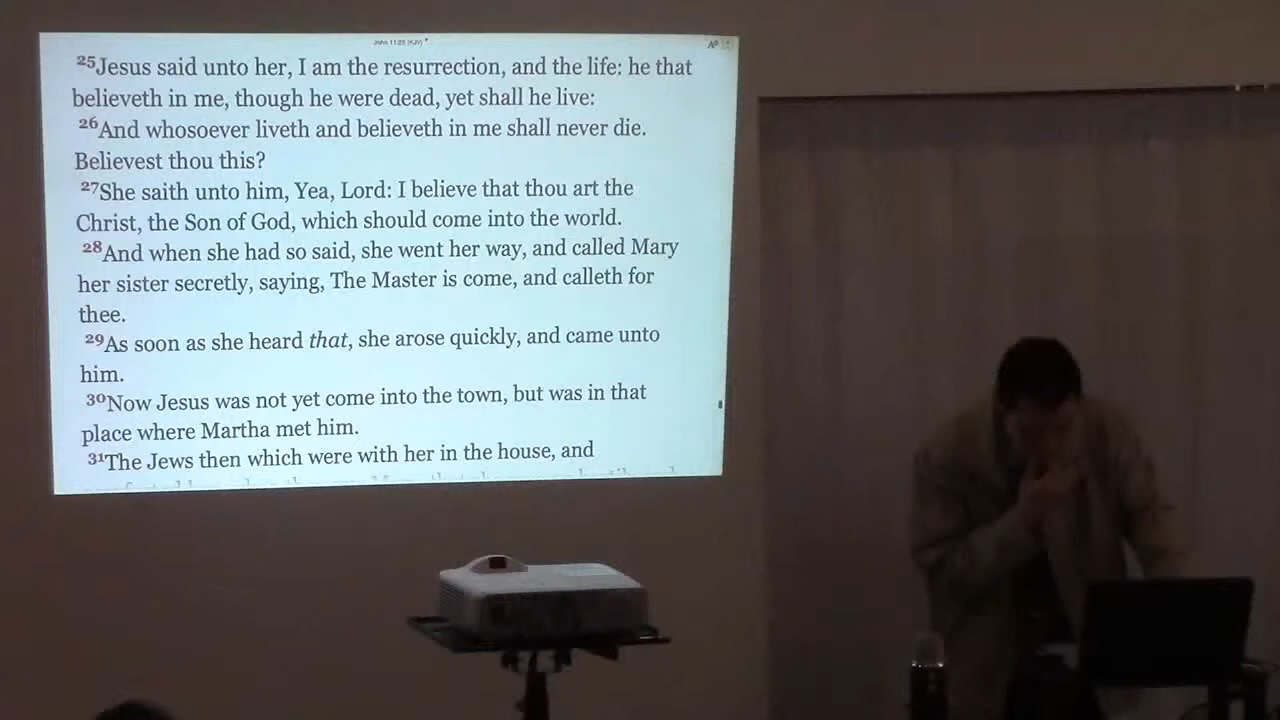 John 11:25 (KJV)
25Jesus said unto her, I am the resurrection, and the life: he that
believeth in me, though he were dead, yet shall he live:
26And whosoever liveth and believeth in me shall never die.
Believest thou this?
27She saith unto him, Yea, Lord: I believe that thou art the
Christ, the Son of God, which should come into the world.
28And when she had so said, she went her way, and called Mary
her sister secretly, saying, The Master is come, and calleth for
thee.
29As soon as she heard that, she arose quickly, and came unto
him.
30Now Jesus was not yet come into the town, but was in that
place where Martha met him.
31The Jews then which were with her in the house, and